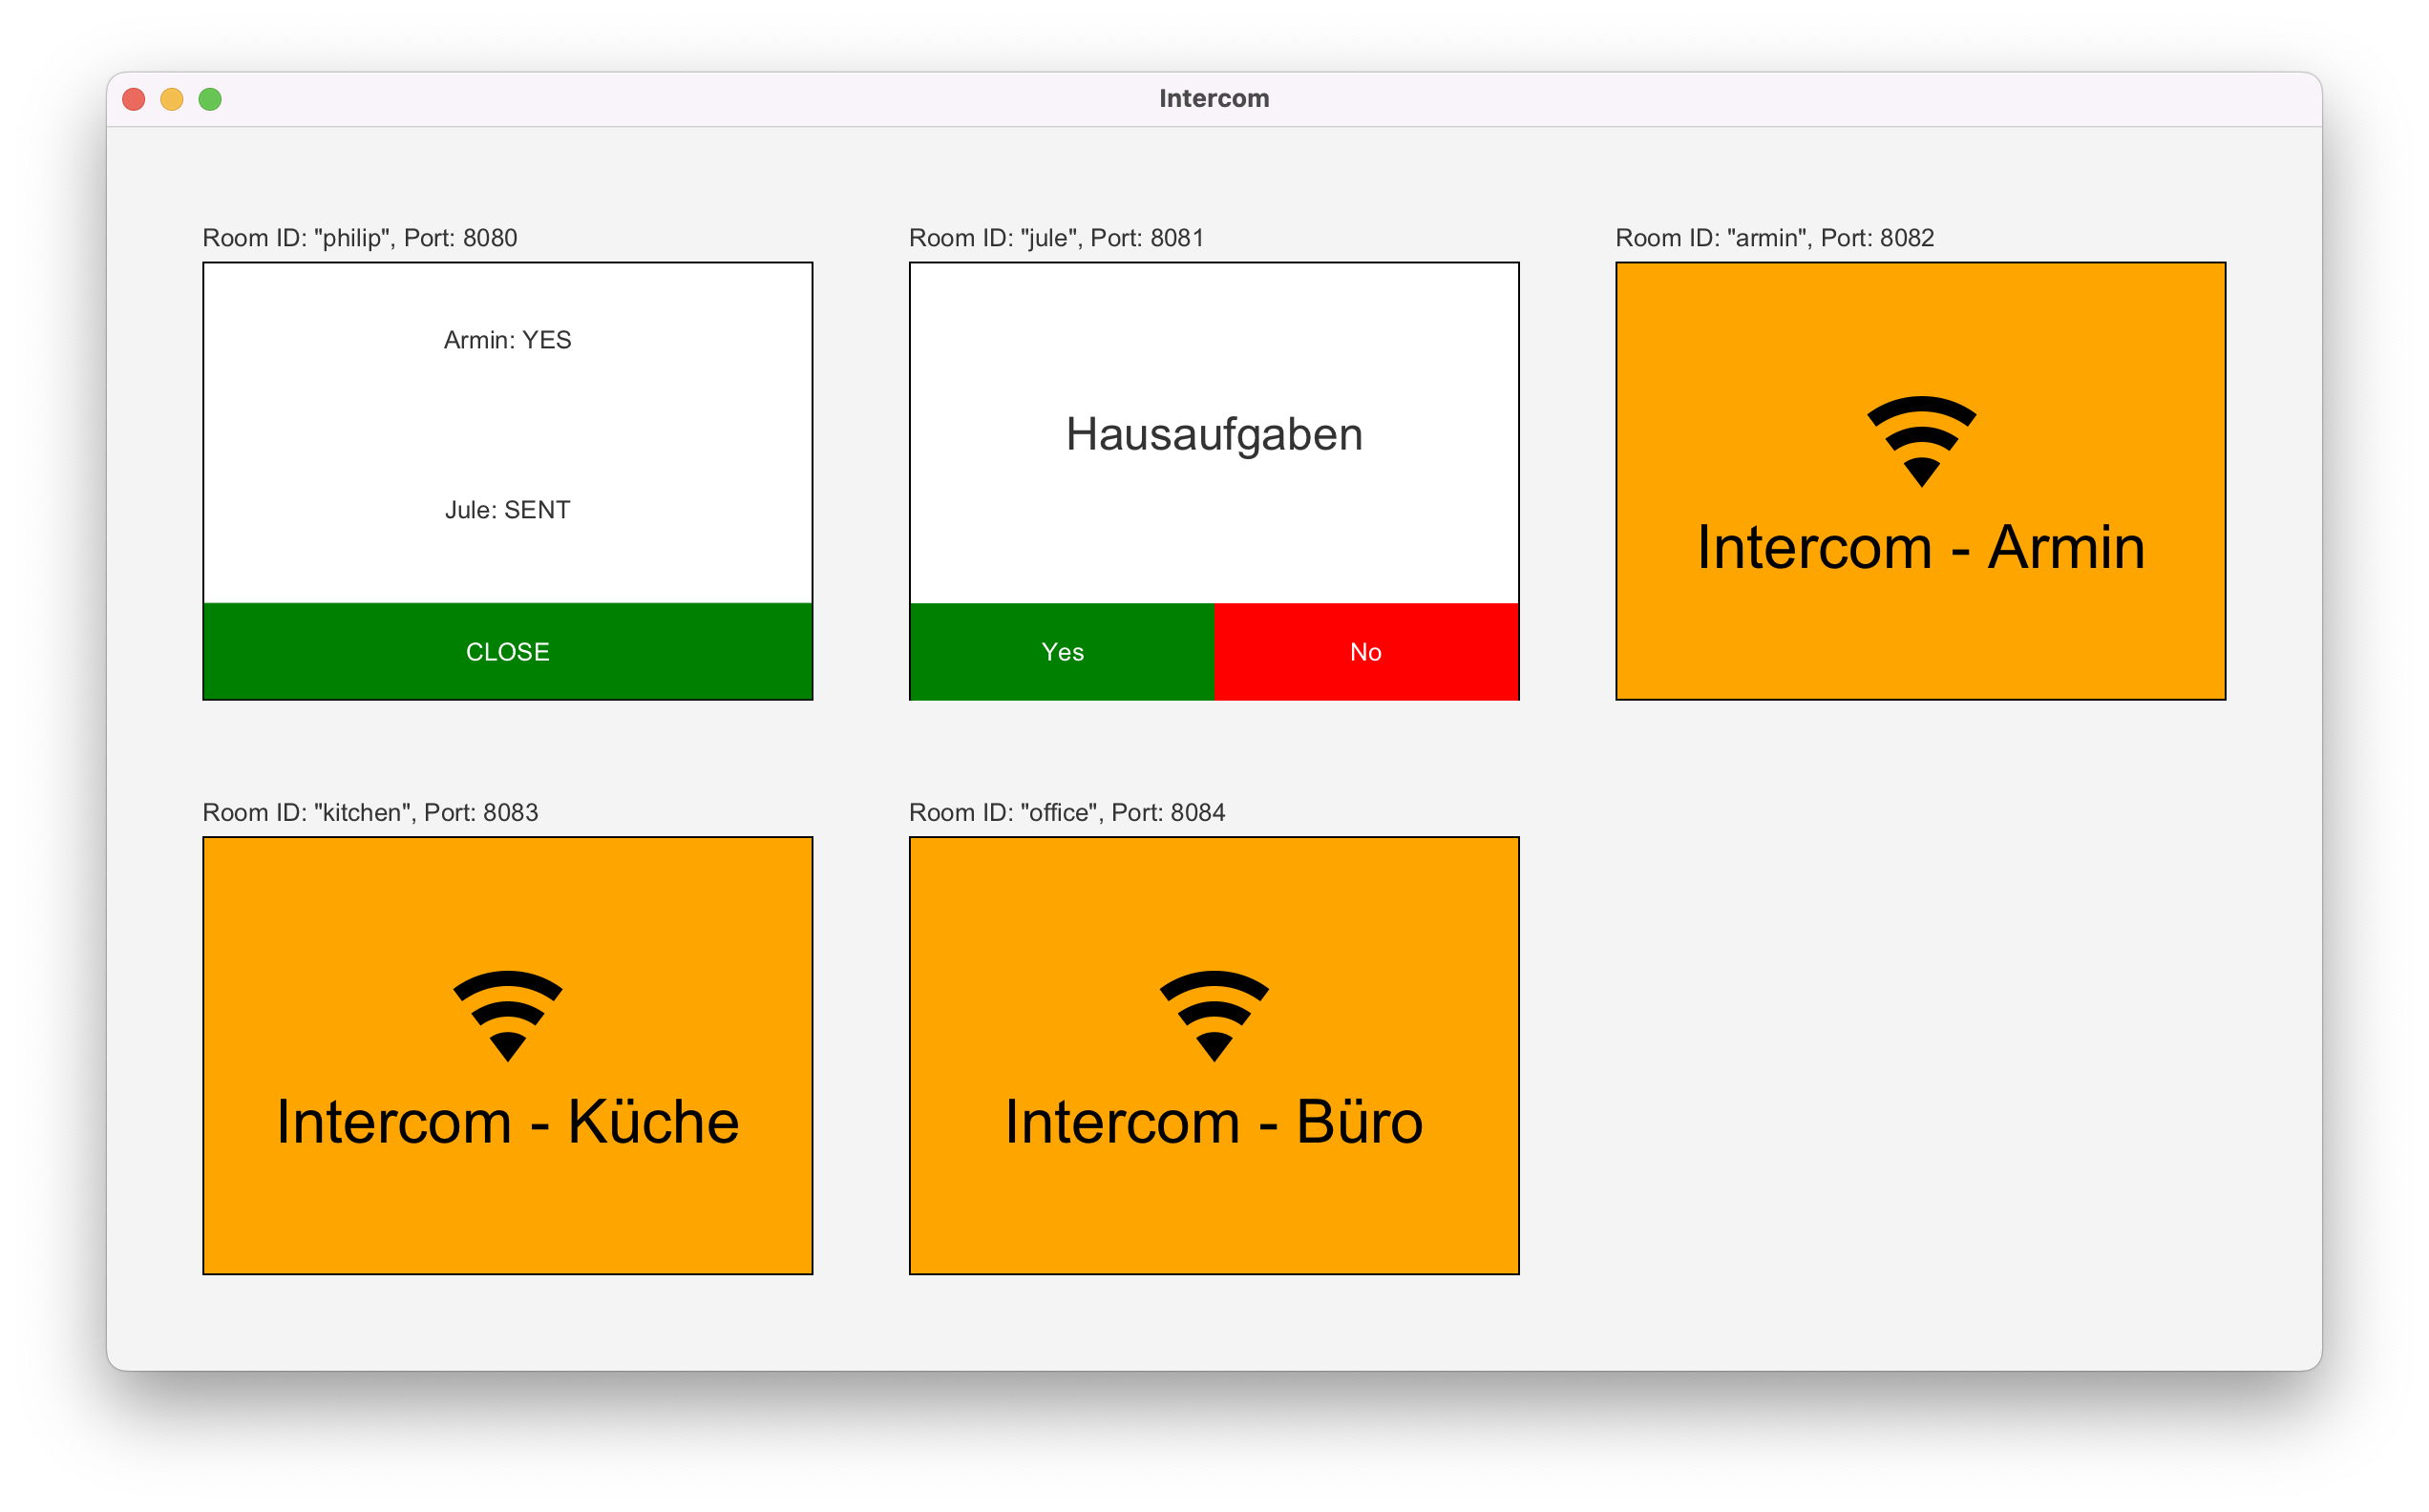 Intercom
Room ID: "philip", Port: 8080
Armin: YES
Jule: SENT
CLOSE
Room ID: "jule", Port: 8081
Hausaufgaben
Yes
No
Room ID: "armin", Port: 8082
Intercom - Armin
Room ID: "kitchen", Port: 8083
Intercom - Küche
Room ID: "office", Port: 8084
Intercom - Büro